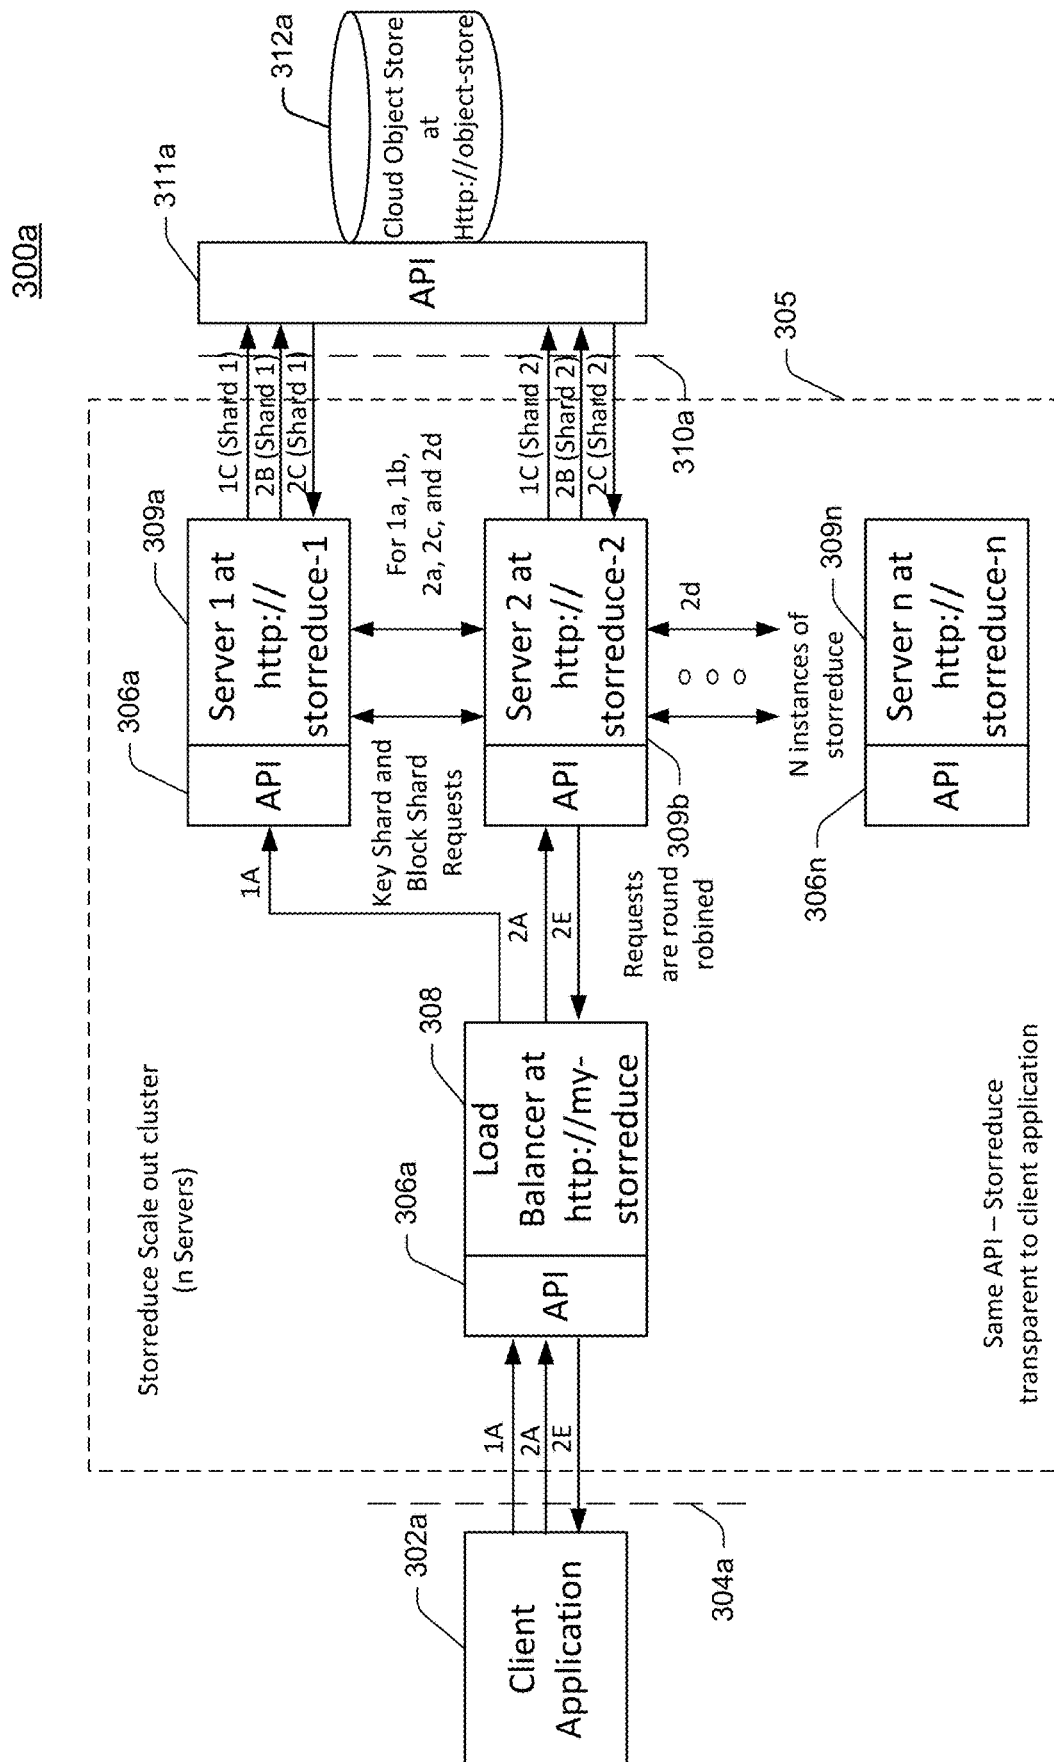 300a
Storreduce Scale out cluster
(n Servers)
302a
Client
Application
304a
1A
2A
2E
306a
API
308
Load
Balancer at
http://my-
storreduce
1A
2A
2E
306a
API
309a
Server 1 at
http://
storreduce-1
Key Shard and
Block Shard
Requests
For 1a, 1b,
2a, 2c, and 2d
API
Server 2 at
http://
storreduce-2
309b
Requests
are round
robined
2d
N instances of
storreduce
306n
API
309n
Server n at
http://
storreduce-n
1C (Shard 1)
2B (Shard 1)
2C (Shard 1)
1C (Shard 2)
2B (Shard 2)
2C (Shard 2)
310a
305
311a
API
312a
Cloud Object Store
at
Http://object-store
Same API – Storreduce
transparent to client application